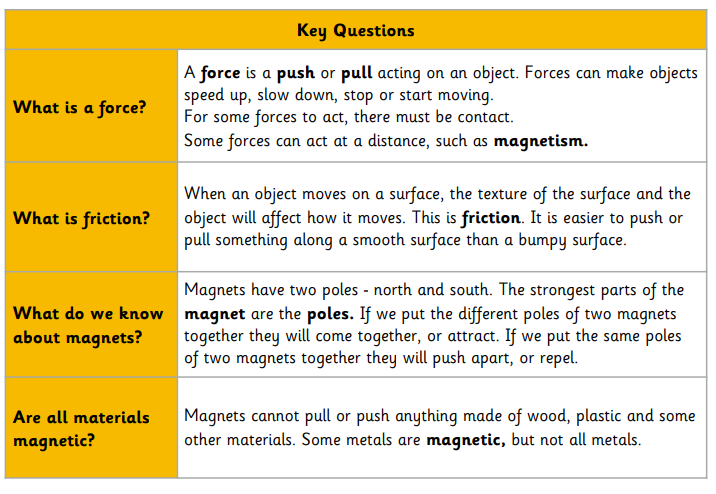 Key Questions
What is a force?
A force is a push or pull acting on an object. Forces can make objects
speed up, slow down, stop or start moving.
For some forces to act, there must be contact.
Some forces can act at a distance, such as magnetism.
What is friction?
When an object moves on a surface, the texture of the surface and the
object will affect how it moves. This is friction. It is easier to push or
pull something along a smooth surface than a bumpy surface.
What do we know
about magnets?
Magnets have two poles - north and south. The strongest parts of the
magnet are the poles. If we put the different poles of two magnets
together they will come together, or attract. If we put the same poles
of two magnets together they will push apart, or repel.
Are all materials
magnetic?
Magnets cannot pull or push anything made of wood, plastic and some
other materials. Some metals are magnetic, but not all metals.